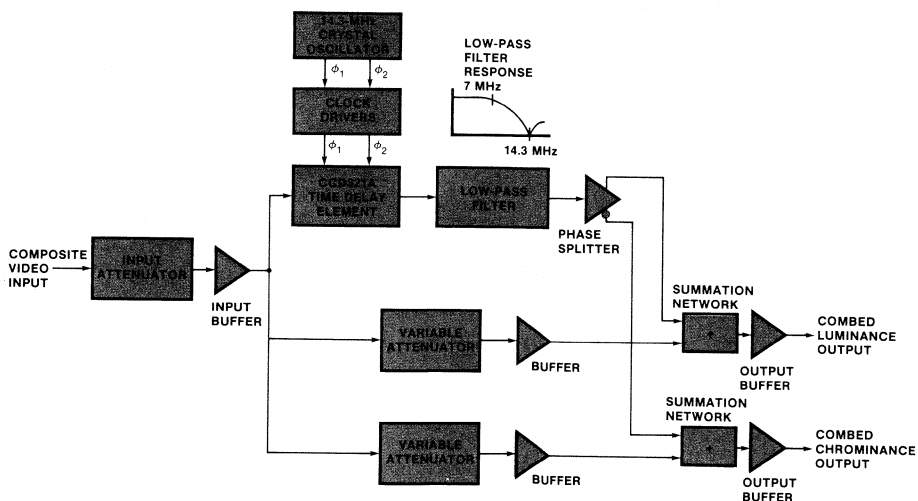 14.3-MHz
CRYSTAL
OSCILLATOR
ϕ1 ϕ2
CLOCK
DRIVERS
ϕ1 ϕ2
CCD321A
TIME DELAY
ELEMENT
LOW-PASS
FILTER
LOW-PASS
FILTER
RESPONSE
7 MHz
14.3 MHz
PHASE
SPLITTER
COMPOSITE
VIDEO
INPUT
INPUT
ATTENUATOR
INPUT
BUFFER
VARIABLE
ATTENUATOR
BUFFER
SUMMATION
NETWORK
+
OUTPUT
BUFFER
COMBED
LUMINANCE
OUTPUT
VARIABLE
ATTENUATOR
BUFFER
SUMMATION
NETWORK
+
OUTPUT
BUFFER
COMBED
CHROMINANCE
OUTPUT